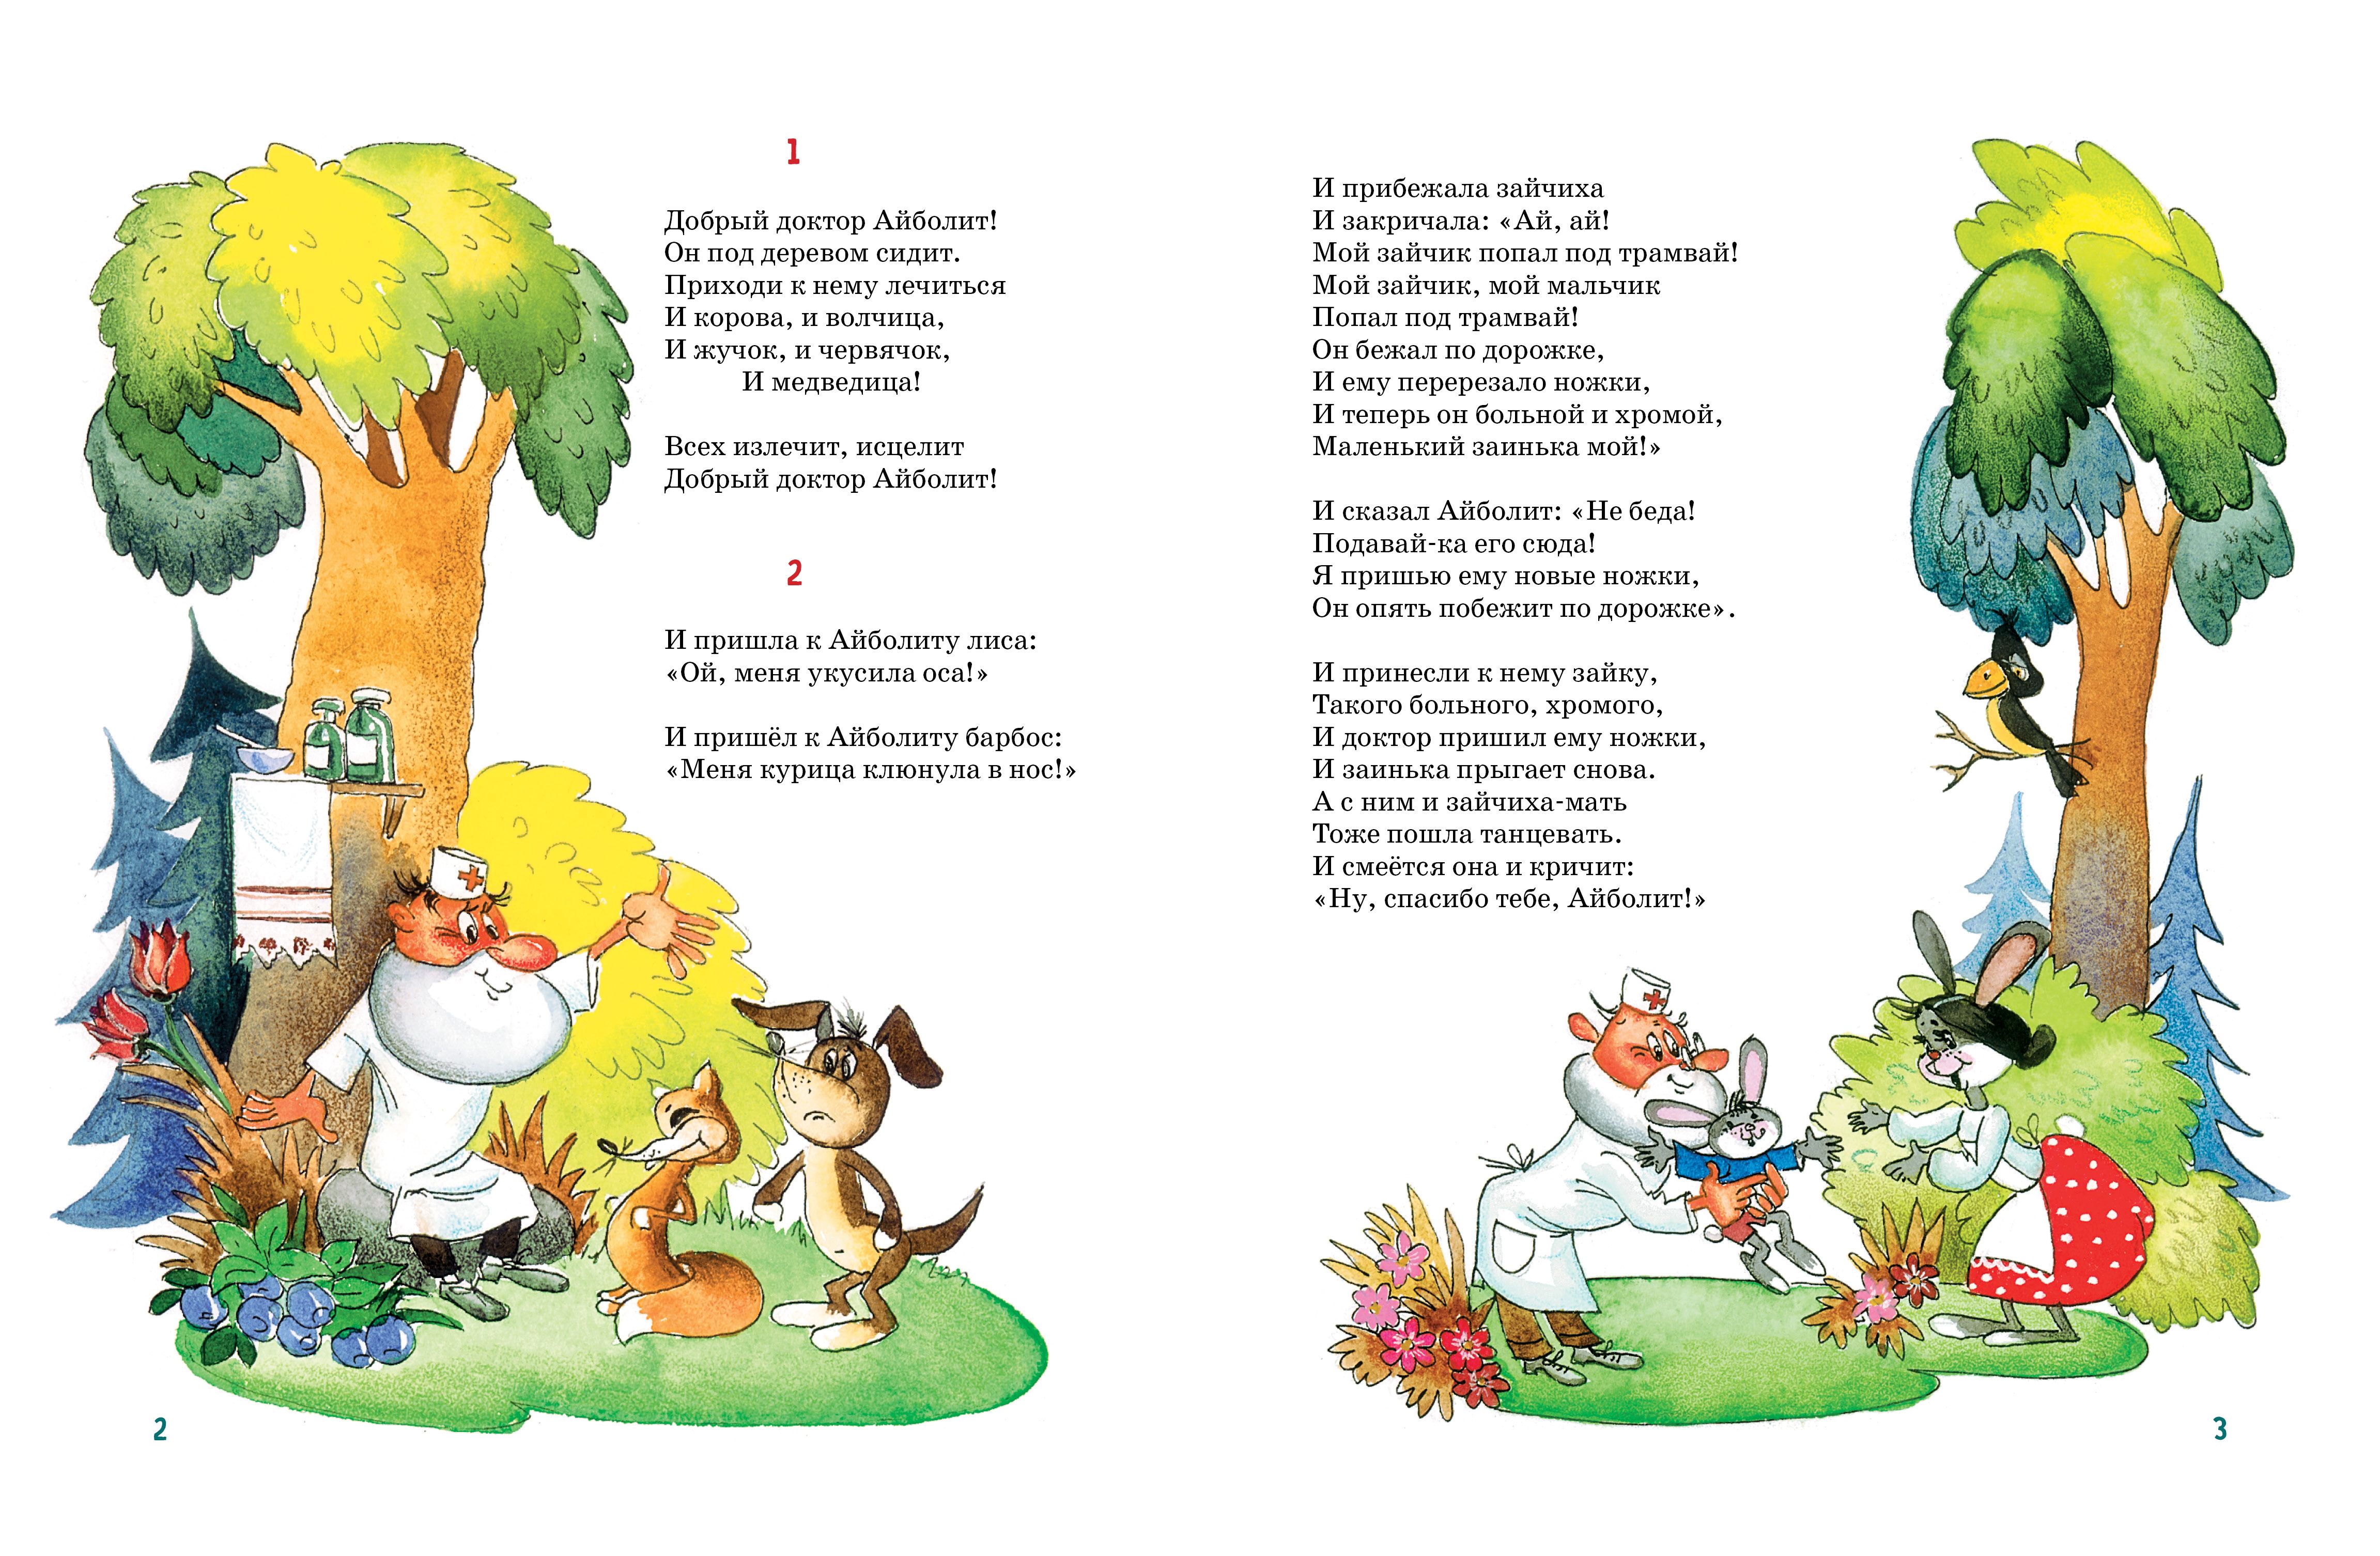 1
Добрый доктор Айболит!
Он под деревом сидит.
Приходи к нему лечиться
И корова, и волчица,
И жучок, и червячок,
И медведица!
Всех излечит, исцелит
Добрый доктор Айболит!
2
И пришла к Айболиту лиса:
«Ой, меня укусила оса!»
И пришёл к Айболиту барбос:
«Меня курица клюнула в нос!»
2
И прибежала зайчиха
И закричала: «Ай, ай!
Мой зайчик попал под трамвай!
Мой зайчик, мой мальчик
Попал под трамвай!
Он бежал по дорожке,
И ему перерезало ножки,
И теперь он больной и хромой,
Маленький заинька мой!»
И сказал Айболит: «Не беда!
Подавай-ка его сюда!
Я пришью ему новые ножки,
Он опять побежит по дорожке».
И принесли к нему зайку,
Такого больного, хромого,
И доктор пришил ему ножки,
И заинька прыгает снова.
А с ним и зайчиха-мать
Тоже пошла танцевать.
И смеётся она и кричит:
«Ну, спасибо тебе, Айболит!»
3